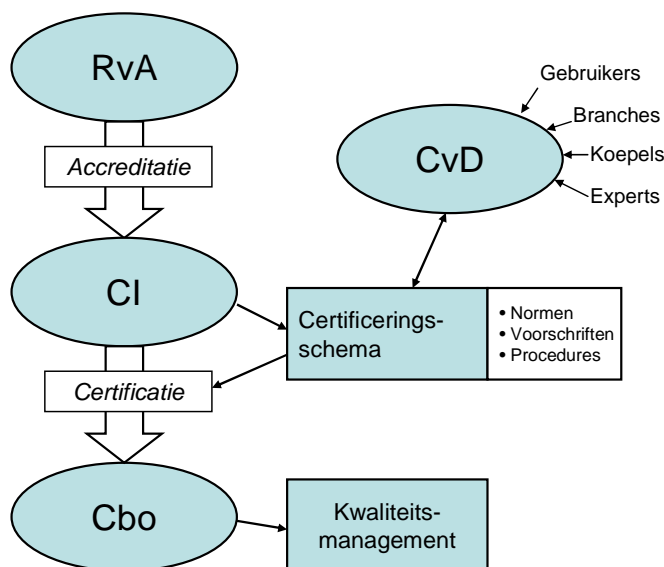 RvA
Accreditatie
CI
Certificatie
Cbo
Gebruikers
Branches
Koepels
Experts
CvD
Certificerings-
schema
• Normen
• Voorschriften
• Procedures
Kwaliteits-
management